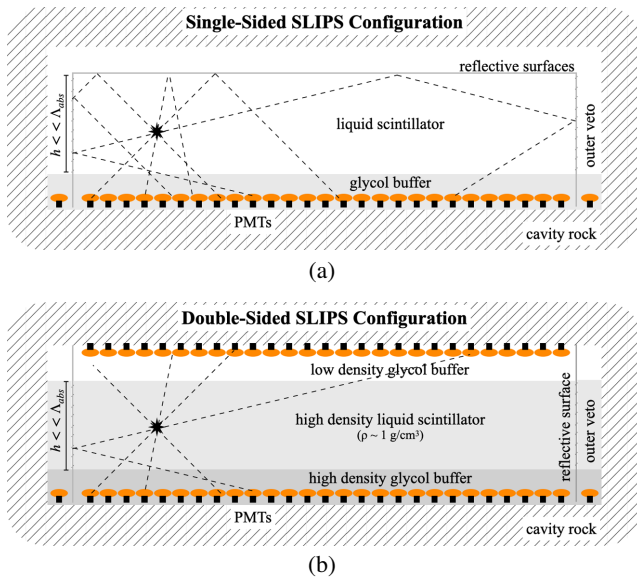 Single-Sided SLIPS Configuration
reflective surfaces
h << Λabs
liquid scintillator
outer veto
glycol buffer
PMTs
cavity rock
(a)
Double-Sided SLIPS Configuration
low density glycol buffer
h << Λabs
high density liquid scintillator
(ρ ~ 1 g/cm³)
reflective surface
outer veto
high density glycol buffer
PMTs
cavity rock
(b)